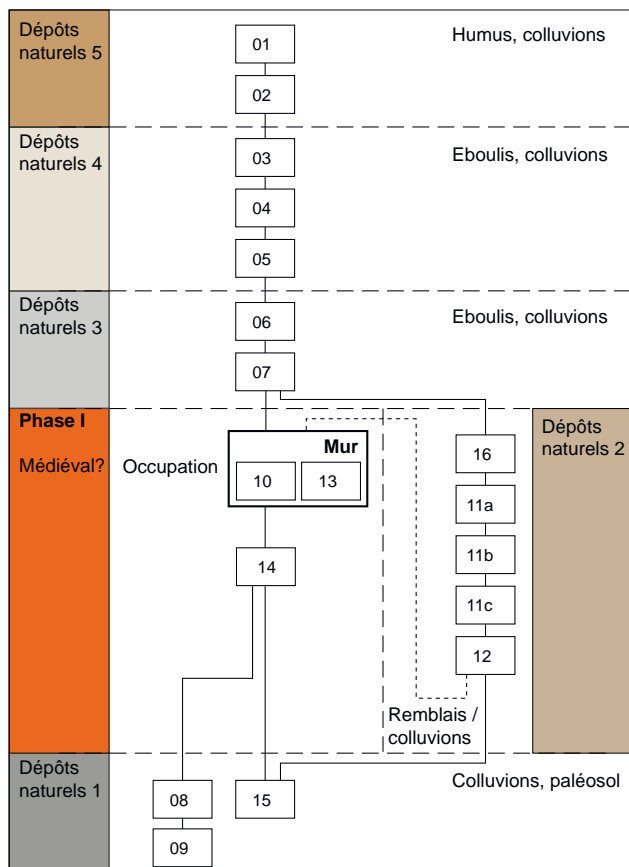 Dépôts
naturels 5
01
Humus, colluvions
02
Dépôts
naturels 4
03
Eboulis, colluvions
04
05
Dépôts
naturels 3
06
Eboulis, colluvions
07
Phase I
Médiéval?
Occupation
Mur
10
13
14
16
11a
11b
11c
12
Dépôts
naturels 2
Remblais /
colluvions
Dépôts
naturels 1
08
15
Colluvions, paléosol
09